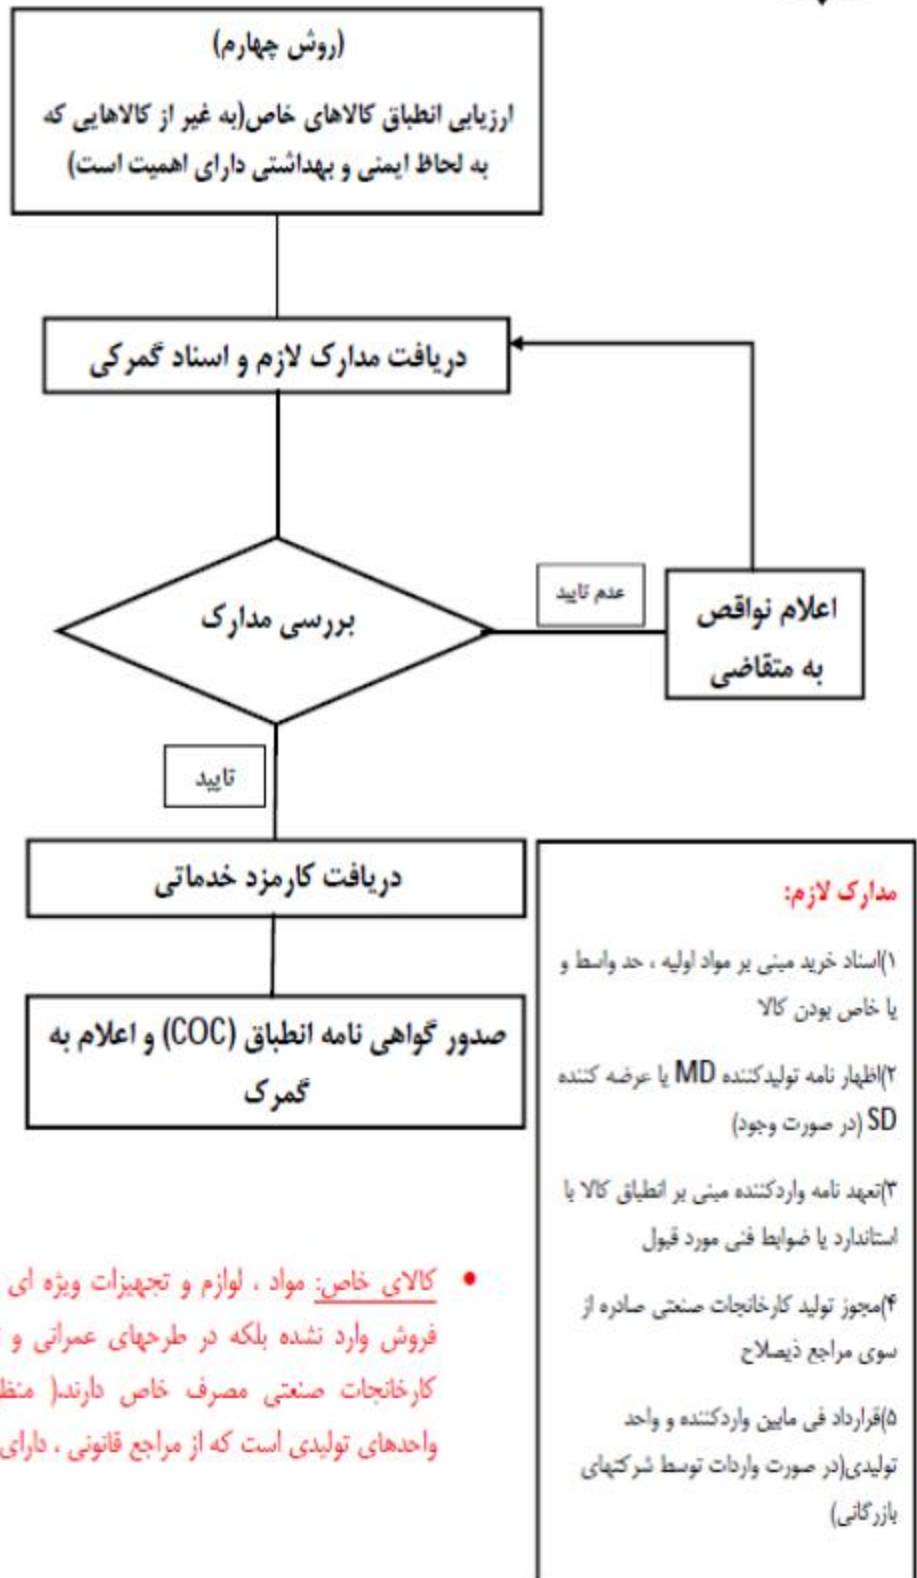 (روش چهارم)
ارزیابی انطباق کالاهای خاص(به غیر از کالاهایی که
به لحاظ ایمنی و بهداشتی دارای اهمیت است)
دریافت مدارک لازم و اسناد گمرکی
بررسی مدارک
عدم تایید
اعلام نواقص
به متقاضی
تایید
دریافت کارمزد خدماتی
صدور گواهی نامه انطباق (COC) و اعلام به
گمرک
مدارک لازم:
۱)اسناد خرید مبنی بر مواد اولیه ، حد واسط و
یا خاص بودن کالا
۲)اظهار نامه تولیدکننده MD یا عرضه کننده
SD (در صورت وجود)
۳)تعهد نامه واردکننده مبنی بر انطباق کالا با
استاندارد یا ضوابط فنی مورد قبول
۴)مجوز تولید کارخانجات صنعتی صادره از
سوی مراجع ذیصلاح
۵)قرارداد فی مابین واردکننده و واحد
تولیدی(در صورت واردات توسط شرکتهای
بازرگانی)
• کالای خاص: مواد ، لوازم و تجهیزات ویژه ای
فروش وارد نشده بلکه در طرحهای عمرانی و
کارخانجات صنعتی مصرف خاص دارند.(
واحدهای تولیدی است که از مراجع قانونی ، دارای